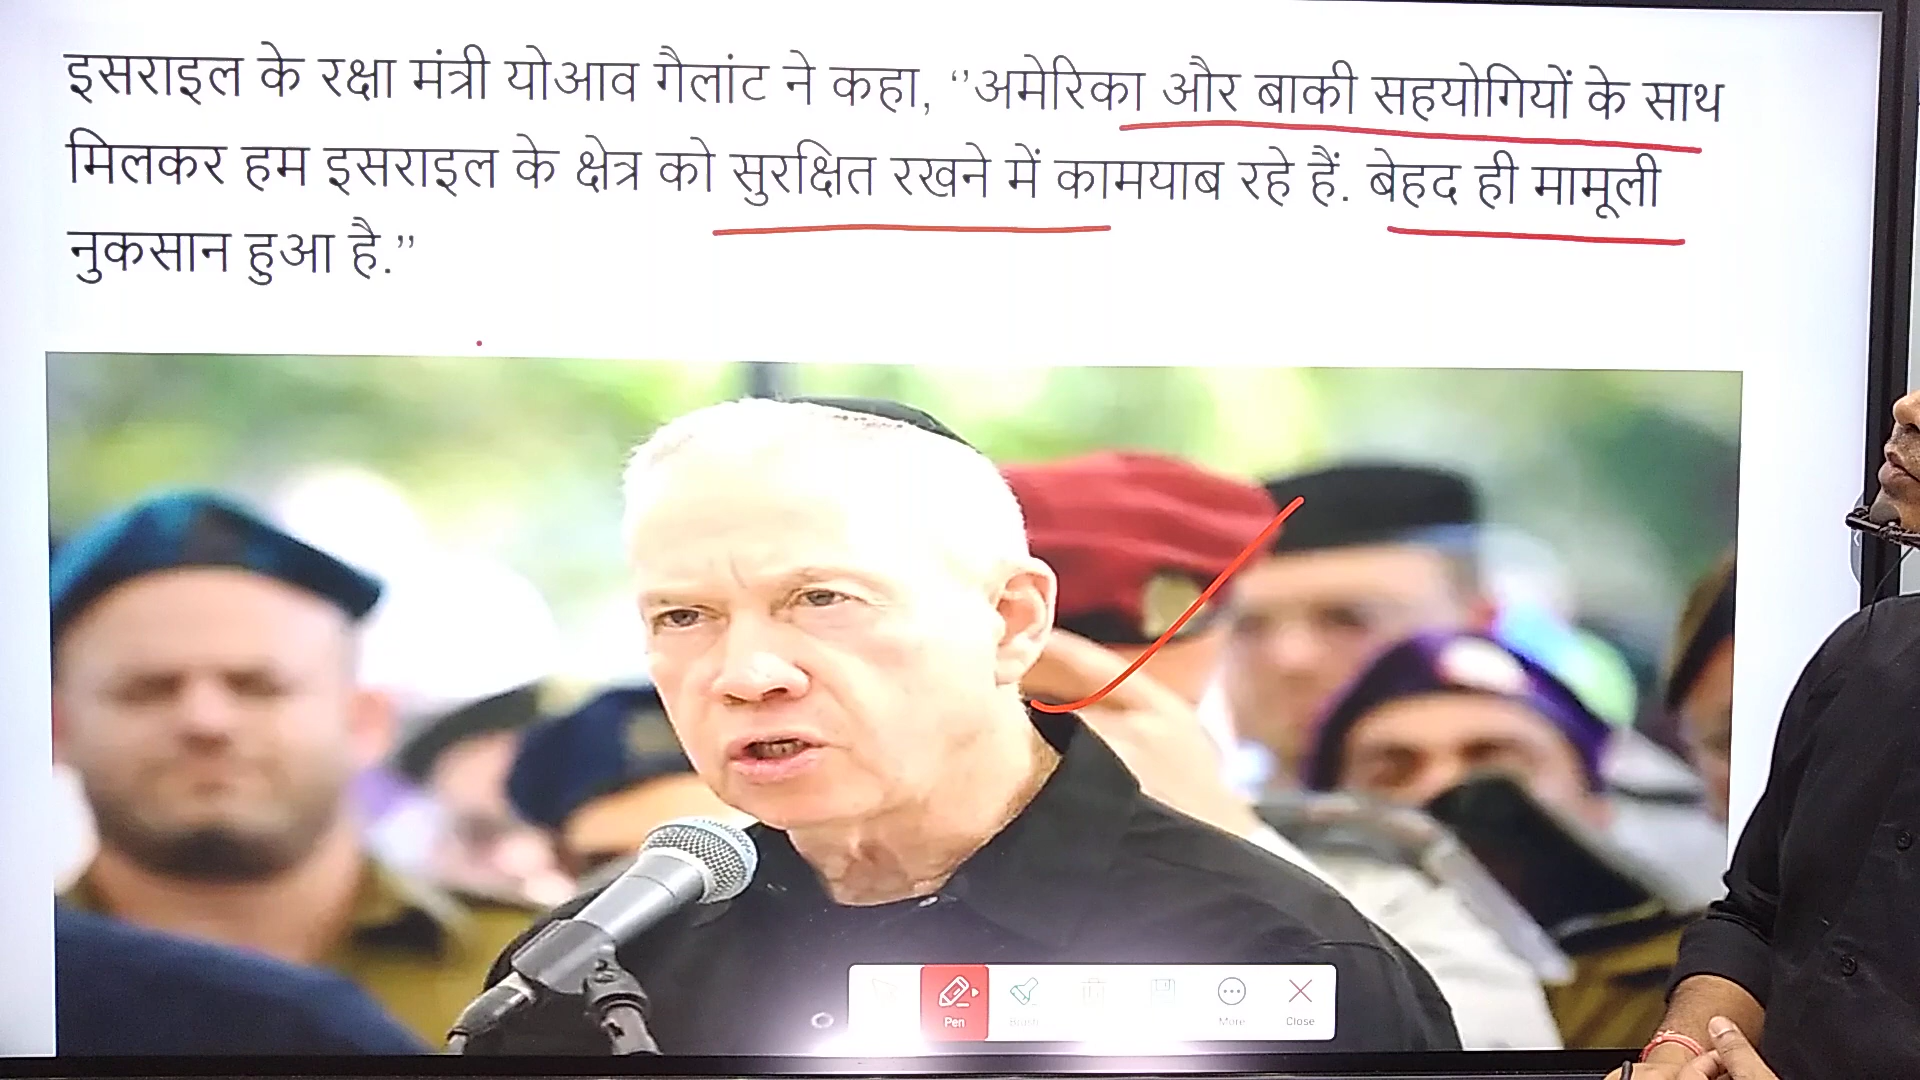 इसराइल के रक्षा मंत्री योआव गैलांट ने कहा, ‘’अमेरिका और बाकी सहयोगियों के साथ
मिलकर हम इसराइल के क्षेत्र को सुरक्षित रखने में कामयाब रहे हैं. बेहद ही मामूली
नुकसान हुआ है.’’
Pen
Brush
More
Close